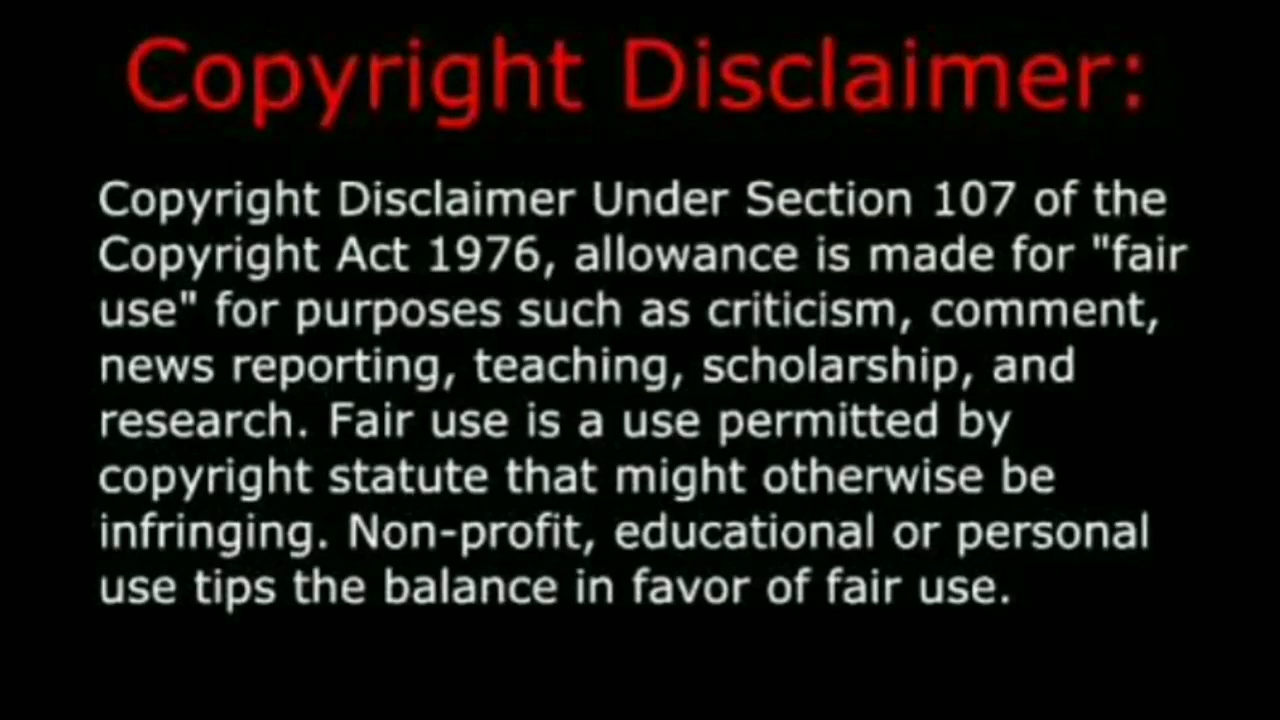 Copyright Disclaimer:
Copyright Disclaimer Under Section 107 of the
Copyright Act 1976, allowance is made for "fair
use" for purposes such as criticism, comment,
news reporting, teaching, scholarship, and
research. Fair use is a use permitted by
copyright statute that might otherwise be
infringing. Non-profit, educational or personal
use tips the balance in favor of fair use.